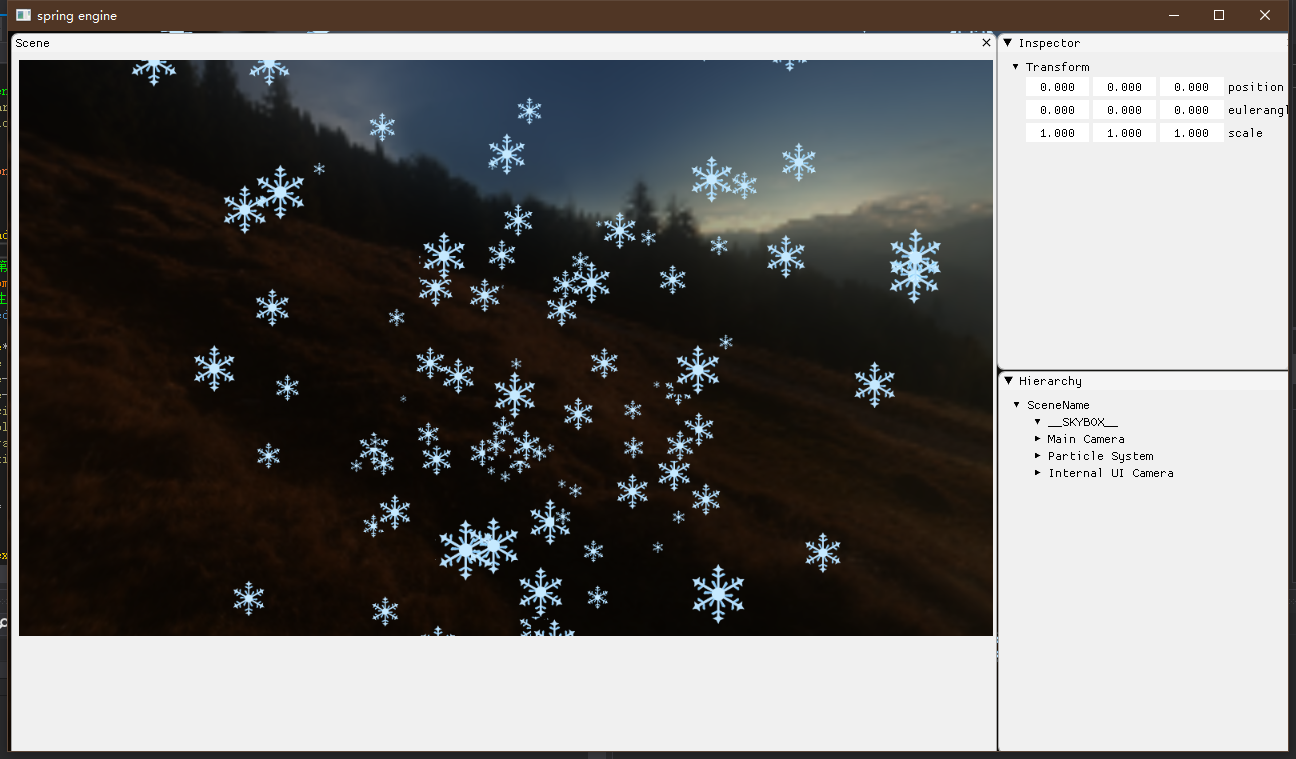 spring engine
Scene
Inspector
Transform
0.000 0.000 0.000 position
0.000 0.000 0.000 eulerangl
1.000 1.000 1.000 scale
Hierarchy
SceneName
__SKYBOX__
Main Camera
Particle System
Internal UI Camera